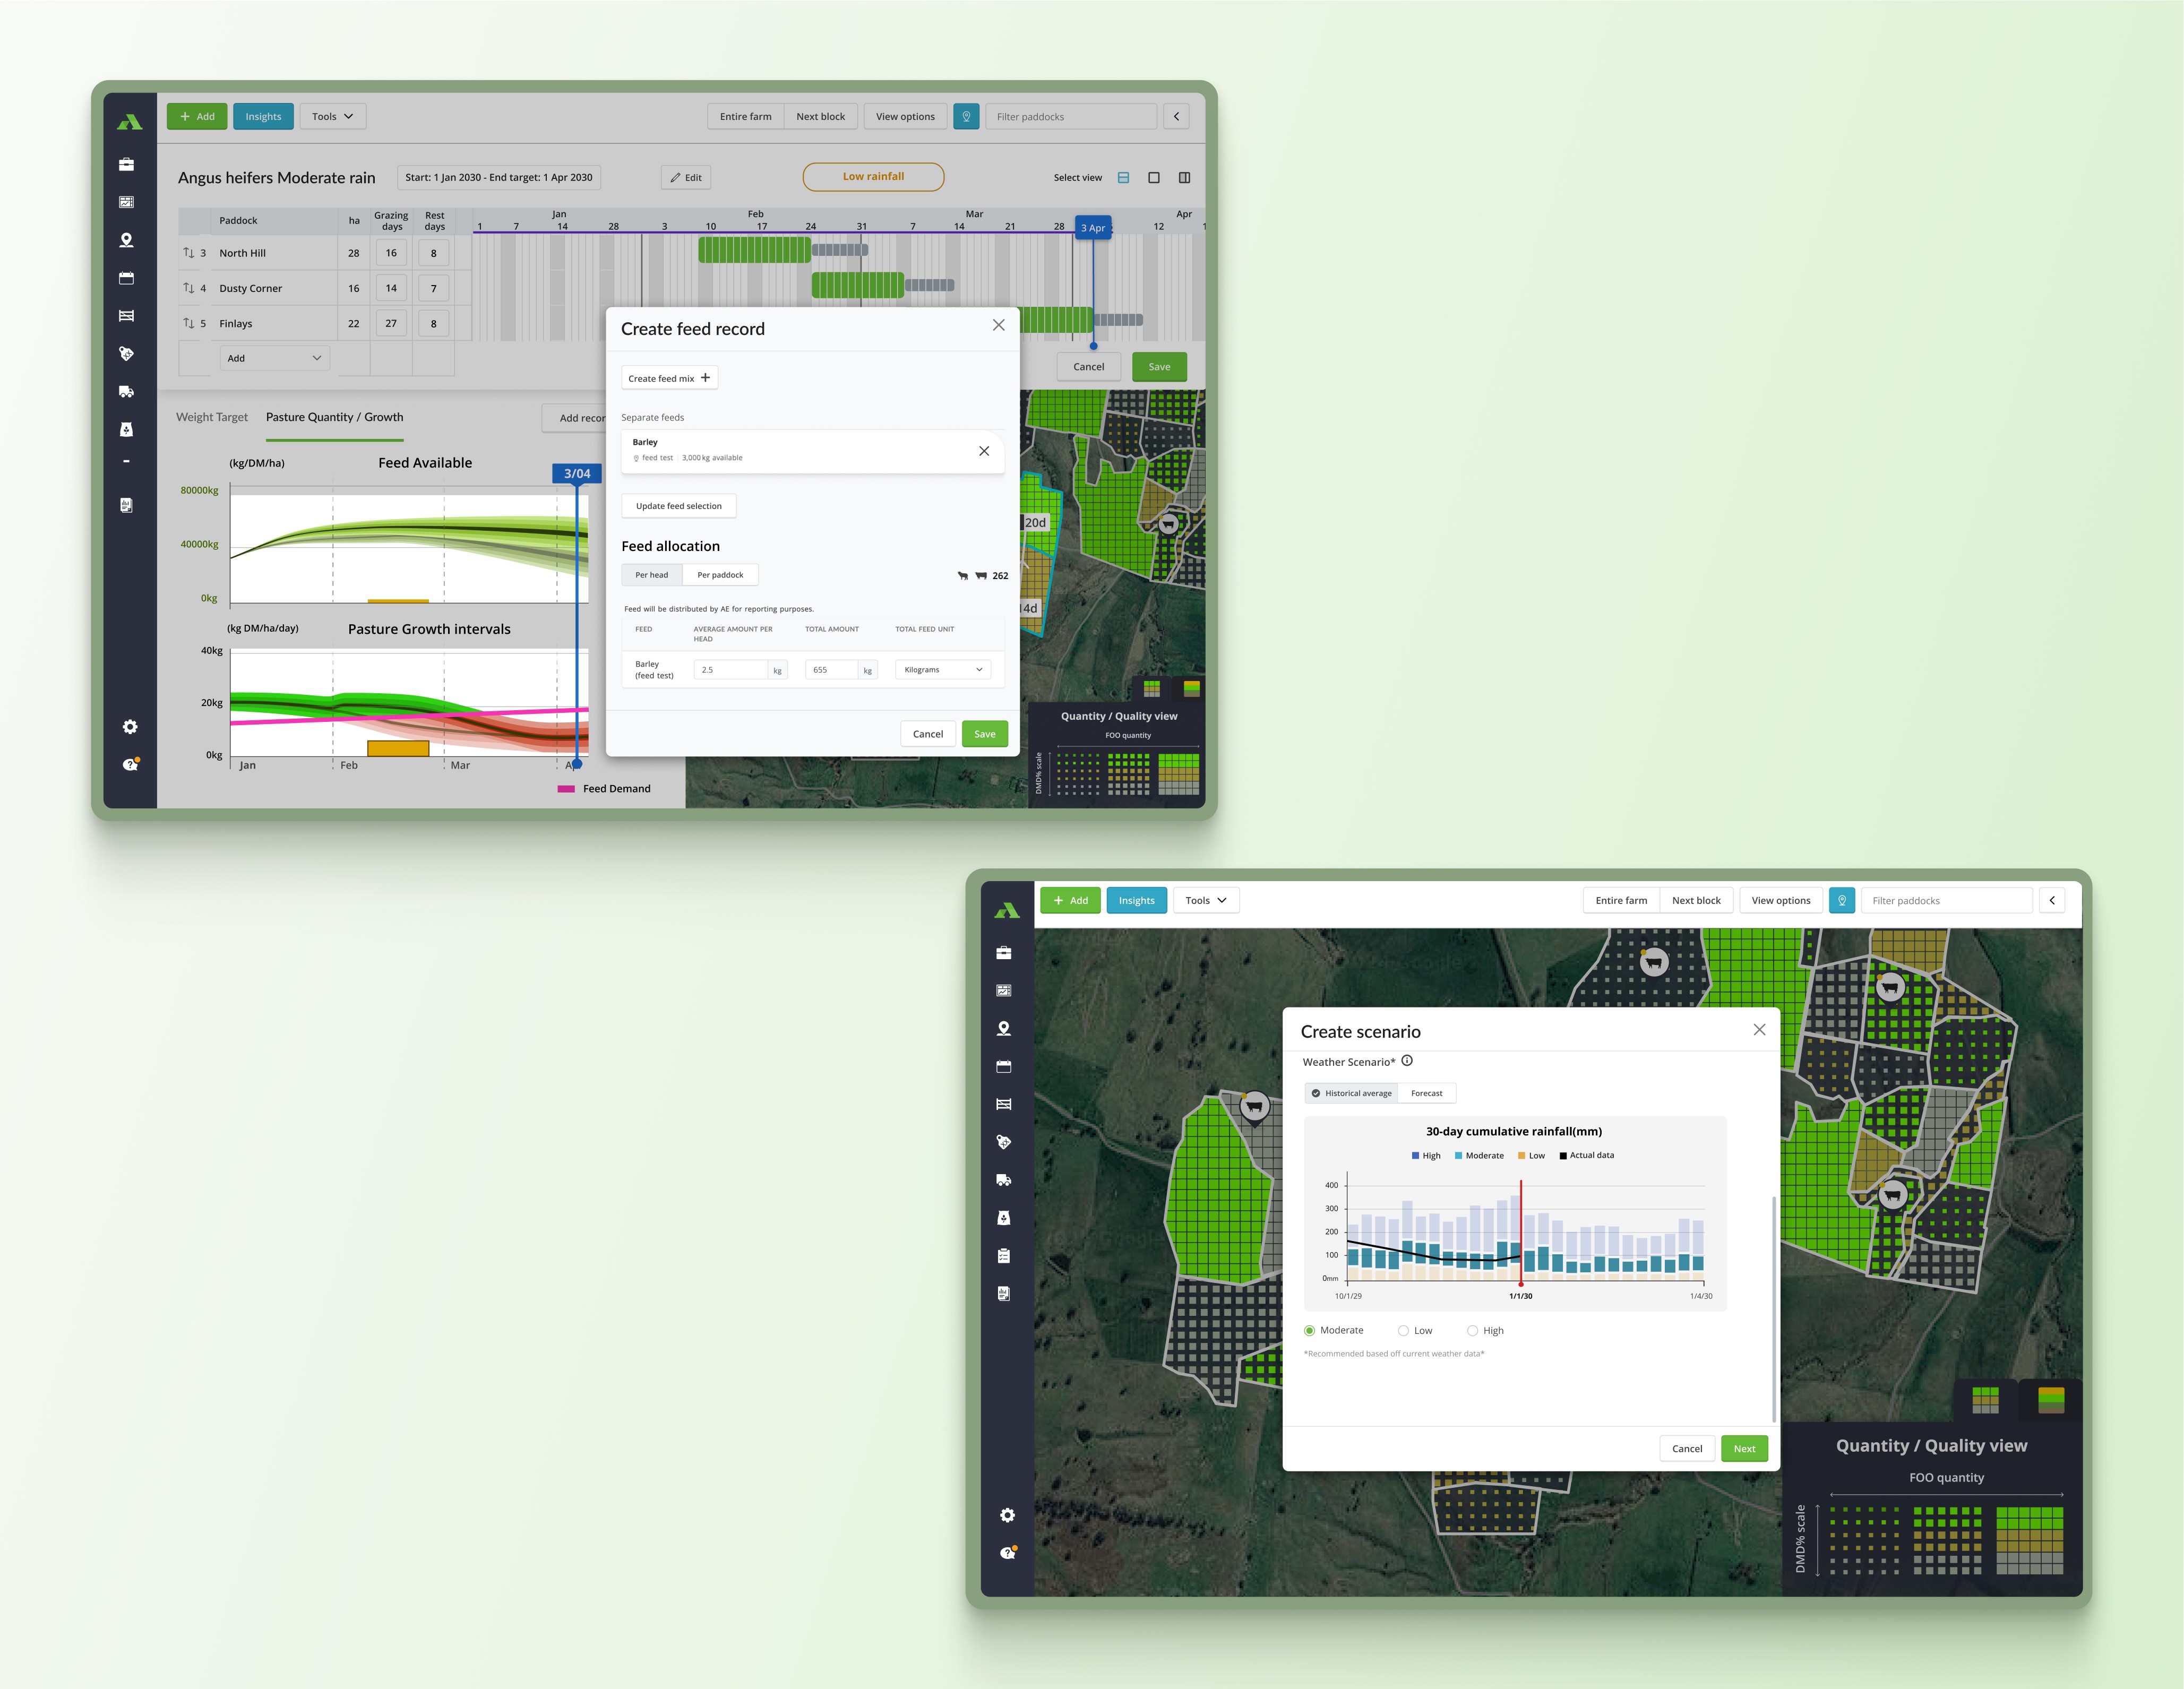 + Add
Insights
Tools
Entire farm
Next block
View options
Filter paddocks
Angus heifers Moderate rain
Start: 1 Jan 2030 - End target: 1 Apr 2030
Edit
Low rainfall
Select view
Paddock
ha
Grazing days
Rest days
Jan
Feb
Mar
Apr
1 7 14 28 3 10 17 24 31 7 14 21 28 3 Apr 12
3 North Hill 28 16 8
4 Dusty Corner 16 14 7
5 Finlays 22 27 8
Add
Cancel
Save
Weight Target
Pasture Quantity / Growth
Add recor
(kg/DM/ha)
Feed Available
3/04
80000kg
40000kg
0kg
(kg DM/ha/day)
Pasture Growth intervals
40kg
20kg
0kg
Jan
Feb
Mar
Feed Demand
Create feed record
Create feed mix +
Separate feeds
Barley
feed test 3,000kg available
Update feed selection
Feed allocation
Per head
Per paddock
262
Feed will be distributed by AE for reporting purposes.
FEED
AVERAGE AMOUNT PER
HEAD
TOTAL AMOUNT
TOTAL FEED UNIT
Barley
(feed test)
2.5
kg
655
kg
Kilograms
Cancel
Save
20d
14d
Quantity / Quality view
FOO quantity
DMD% scale
+ Add
Insights
Tools
Entire farm
Next block
View options
Filter paddocks
Create scenario
Weather Scenario*
Historical average
Forecast
30-day cumulative rainfall(mm)
High
Moderate
Low
Actual data
400
300
200
100
0mm
10/1/29
1/1/30
1/4/30
Moderate
Low
High
*Recommended based off current weather data*
Cancel
Next
Quantity / Quality view
FOO quantity
DMD% scale